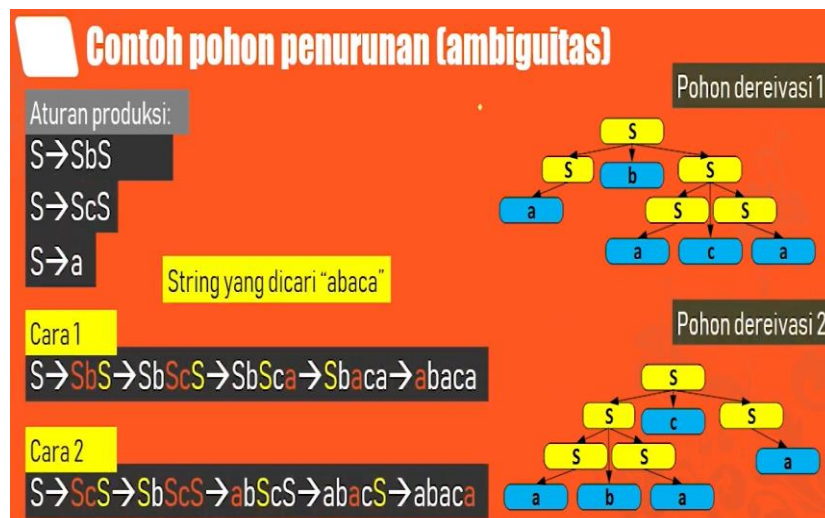 Contoh pohon penurunan (ambiguitas)
Aturan produksi:
S→SbS
S→ScS
S→a
String yang dicari “abaca”
Cara 1
S→SbS→SbScS→SbSca→Sbaca→abaca
Cara 2
S→ScS→SbScS→abScS→abacS→abaca
Pohon dereivasi 1
S
S b S
a S S
a c a
Pohon dereivasi 2
S
S c S
S S a
a b a